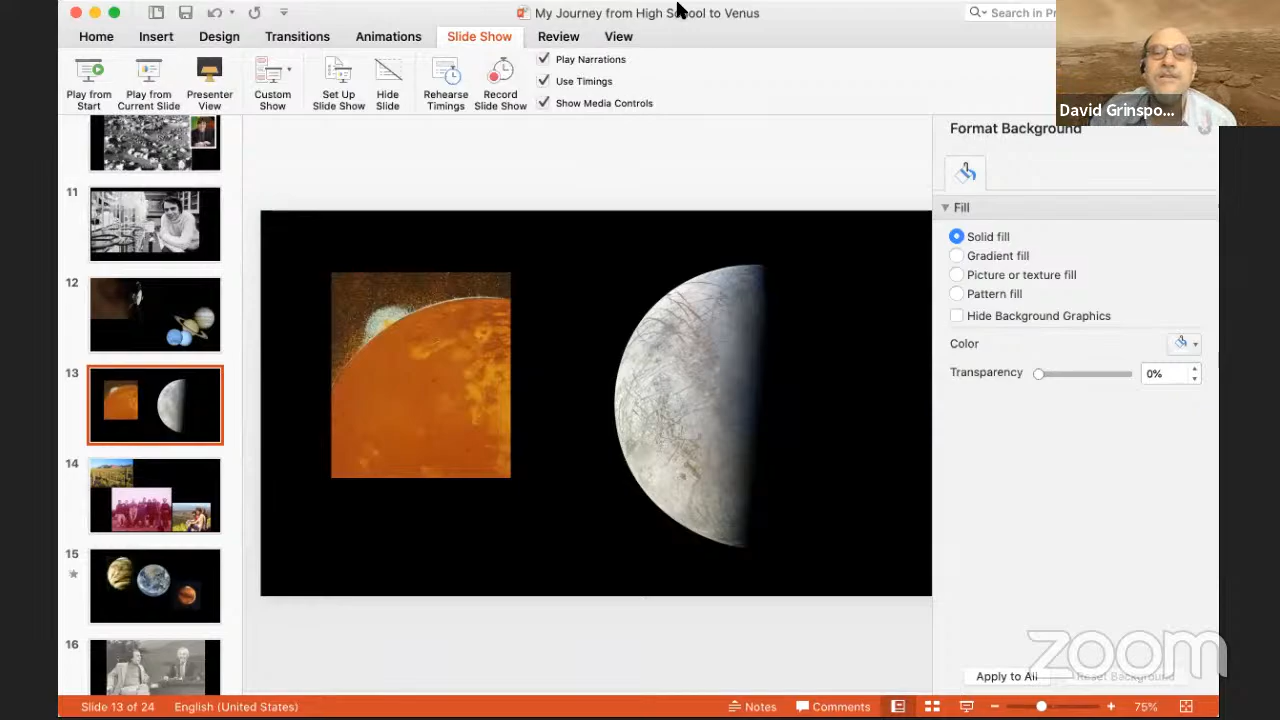 My Journey from High School to Venus
Search in Pr
Home Insert Design Transitions Animations Slide Show Review View
Play from Start
Play from Current Slide
Presenter View
Custom Show
Set Up Slide Show
Hide Slide
Rehearse Timings
Record Slide Show
Play Narrations
Use Timings
Show Media Controls
David Grinspo...
Format Background
Fill
Solid fill
Gradient fill
Picture or texture fill
Pattern fill
Hide Background Graphics
Color
Transparency 0%
11
12
13
14
15
16
zoom
Apply to All Reset Background
Slide 13 of 24 English (United States) Notes Comments 75%